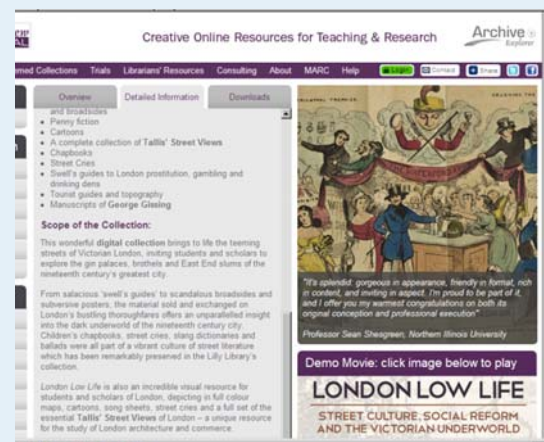 Creative Online Resources for Teaching & Research
Archive
Explorer
med Collections Trials Librarians' Resources Consulting About MARC Help Login Contact Share
Overview Detailed Information Downloads
and broadsides
Penny fiction
Cartoons
A complete collection of Tallis' Street Views
Chapbooks
Street Cries
Swell's guides to London prostitution, gambling and
drinking dens
Tourist guides and topography
Manuscripts of George Gissing
Scope of the Collection:
This wonderful digital collection brings to life the teeming
streets of Victorian London, inviting students and scholars to
explore the gin palaces, brothels and East End slums of the
nineteenth century's greatest city.
From salacious 'swell's guides' to scandalous broadsides and
subversive posters, the material sold and exchanged on
London's bustling thoroughfares offers an unparalleled insight
into the dark underworld of the nineteenth century city.
Children's chapbooks, street cries, slang dictionaries and
ballads were all part of a vibrant culture of street literature
which has been remarkably preserved in the Lilly Library's
collection.
London Low Life is also an incredible visual resource for
students and scholars of London, depicting in full colour
maps, cartoons, song sheets, street cries and a full set of the
essential Tallis' Street Views of London – a unique resource
for the study of London architecture and commerce.
"It's splendid: gorgeous in appearance, friendly in format, rich
in content, and inviting in aspect. I'm proud to be part of it,
and I offer you my warmest congratulations on both its
original conception and professional execution"
Professor Sean Shesgreen, Northern Illinois University
Demo Movie: click image below to play
LONDON LOW LIFE
STREET CULTURE, SOCIAL REFORM
AND THE VICTORIAN UNDERWORLD